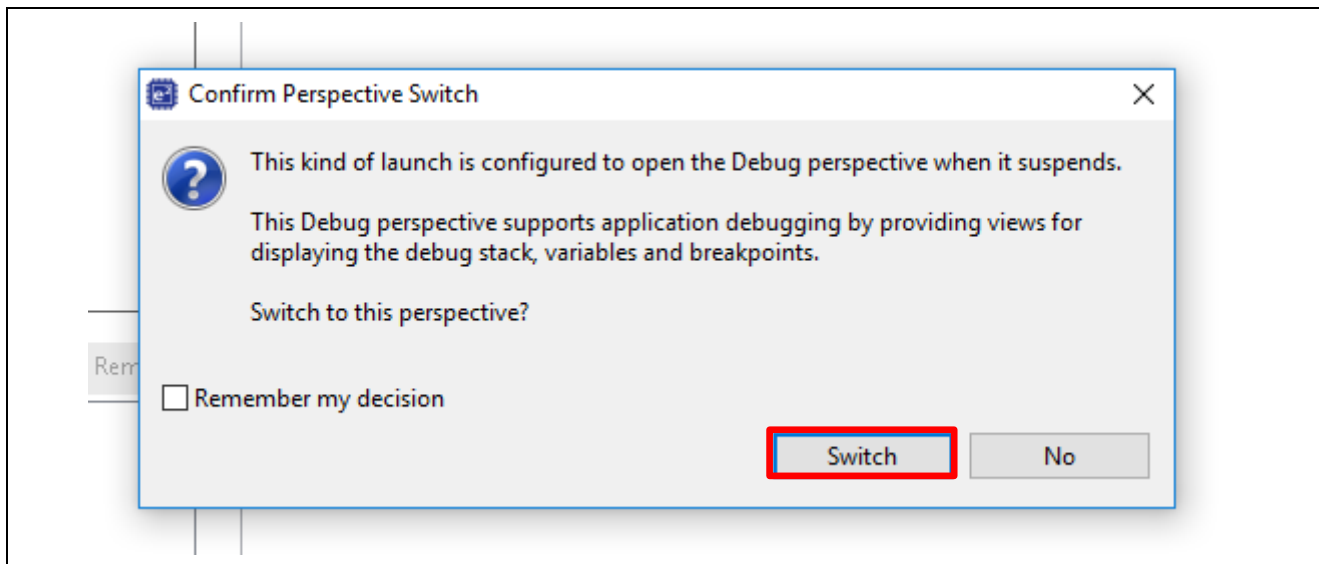 Confirm Perspective Switch
This kind of launch is configured to open the Debug perspective when it suspends.
This Debug perspective supports application debugging by providing views for
displaying the debug stack, variables and breakpoints.
Switch to this perspective?
Rem
Remember my decision
Switch
No